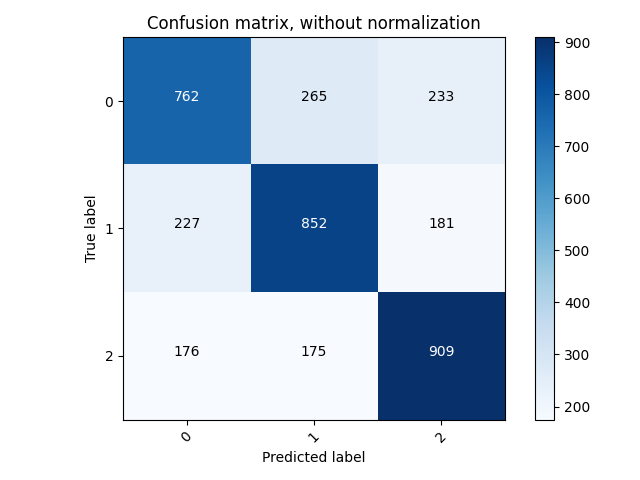 Confusion matrix, without normalization
True label
0
762 265 233
1
227 852 181
2
176 175 909
0 1 2
Predicted label
900
800
700
600
500
400
300
200